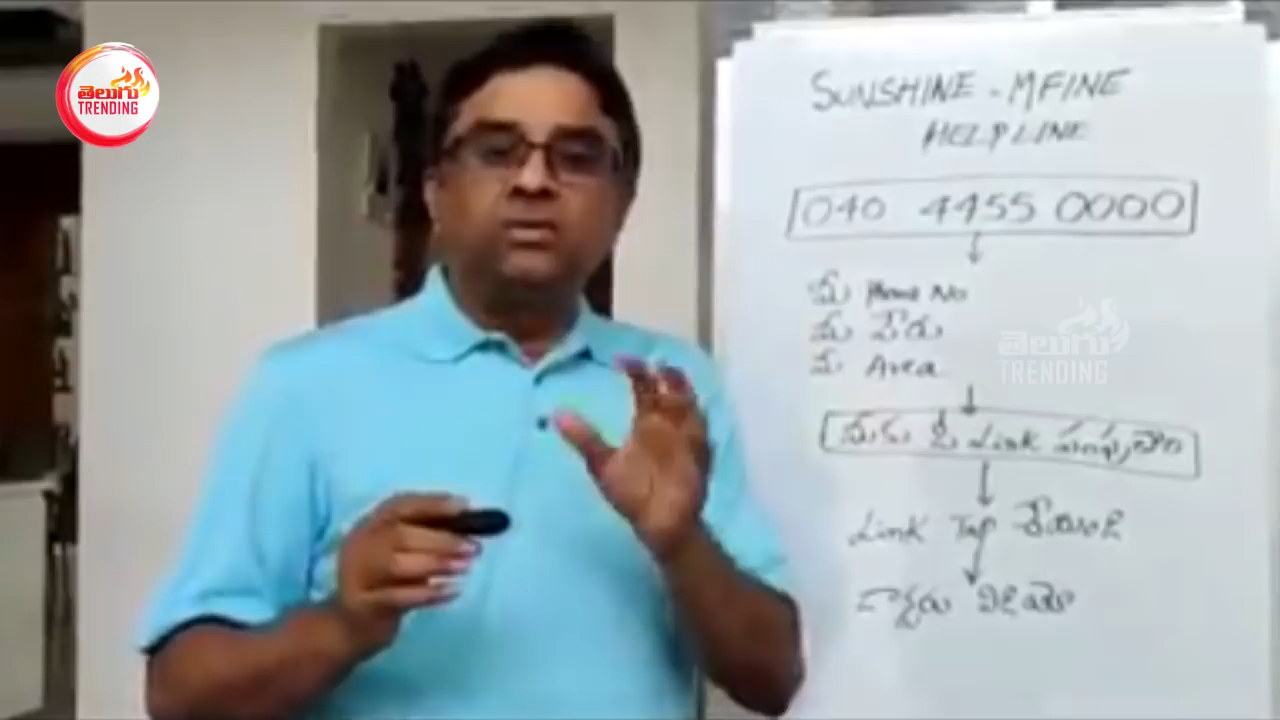 తెలుగు
TRENDING
SUNSHINE - MFINE
HELPLINE
040 4455 0000
మీ Phone No
మీ పేరు
మీ Area
తెలుగు
TRENDING
మీకు ఓ Link పంపుతాం
Link Tap చేయండి
డాక్టరు వీడియో